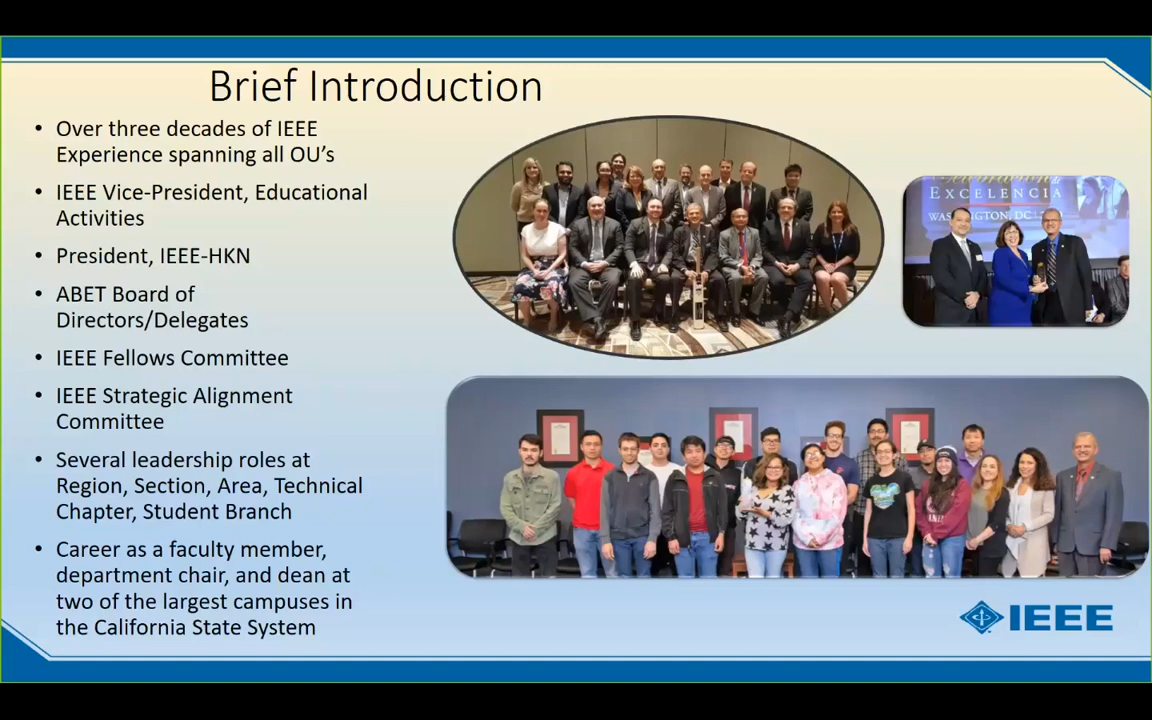 Brief Introduction
• Over three decades of IEEE
Experience spanning all OU's
• IEEE Vice-President, Educational
Activities
• President, IEEE-HKN
• ABET Board of
Directors/Delegates
• IEEE Fellows Committee
• IEEE Strategic Alignment
Committee
• Several leadership roles at
Region, Section, Area, Technical
Chapter, Student Branch
• Career as a faculty member,
department chair, and dean at
two of the largest campuses in
the California State System
EXCELENCIA
WASHINGTON, DC
IEEE